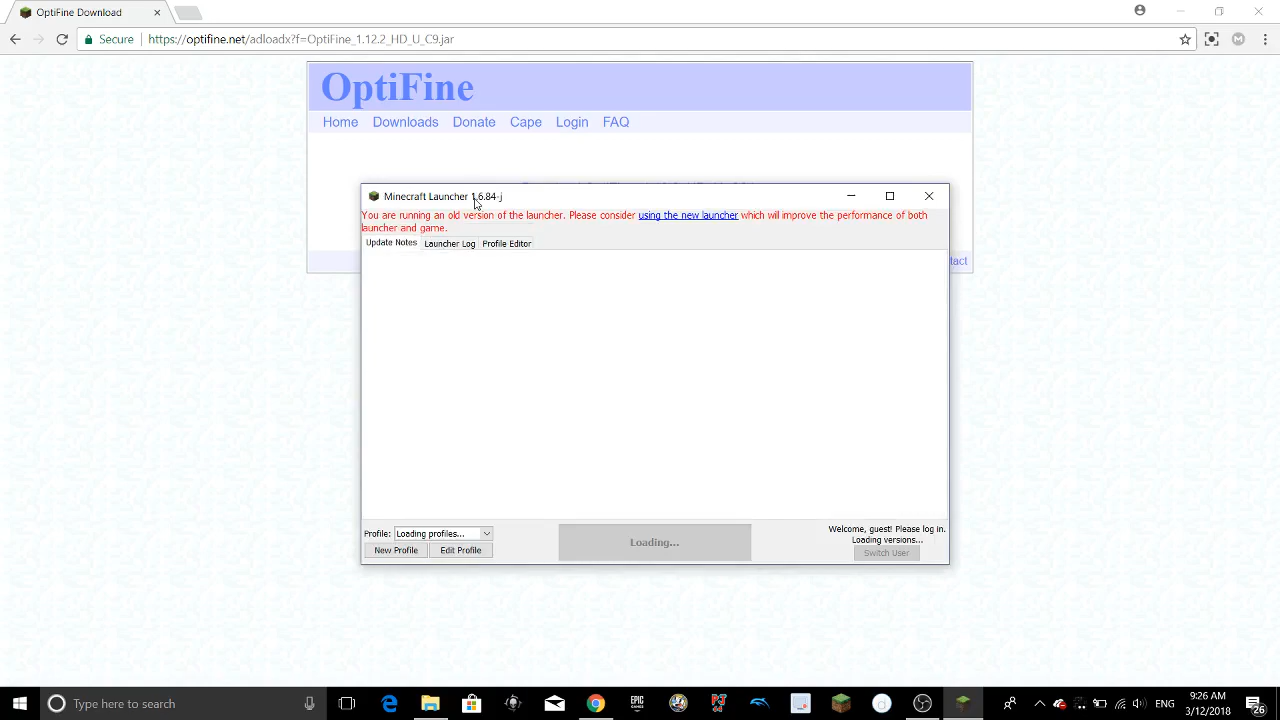 OptiFine Download
Secure https://optifine.net/adloadx?f=OptiFine_1.12.2_HD_U_C9.jar
OptiFine
Home Downloads Donate Cape Login FAQ
Minecraft Launcher 1.6.84-j
You are running an old version of the launcher. Please consider using the new launcher which will improve the performance of both
launcher and game.
Update Notes Launcher Log Profile Editor
tact
Profile: Loading profiles...
New Profile Edit Profile
Loading...
Welcome, guest! Please log in.
Loading versions...
Switch User
Type here to search
EPIC GAMES
ENG
9:26 AM
3/12/2018
26